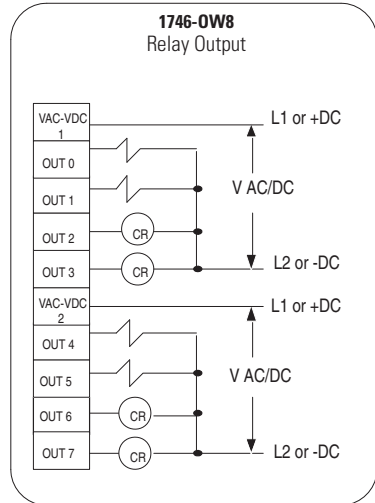 1746-OW8
Relay Output
VAC-VDC
1
L1 or +DC
OUT 0
OUT 1
V AC/DC
OUT 2
CR
OUT 3
CR
L2 or -DC
VAC-VDC
2
L1 or +DC
OUT 4
OUT 5
V AC/DC
OUT 6
CR
OUT 7
CR
L2 or -DC